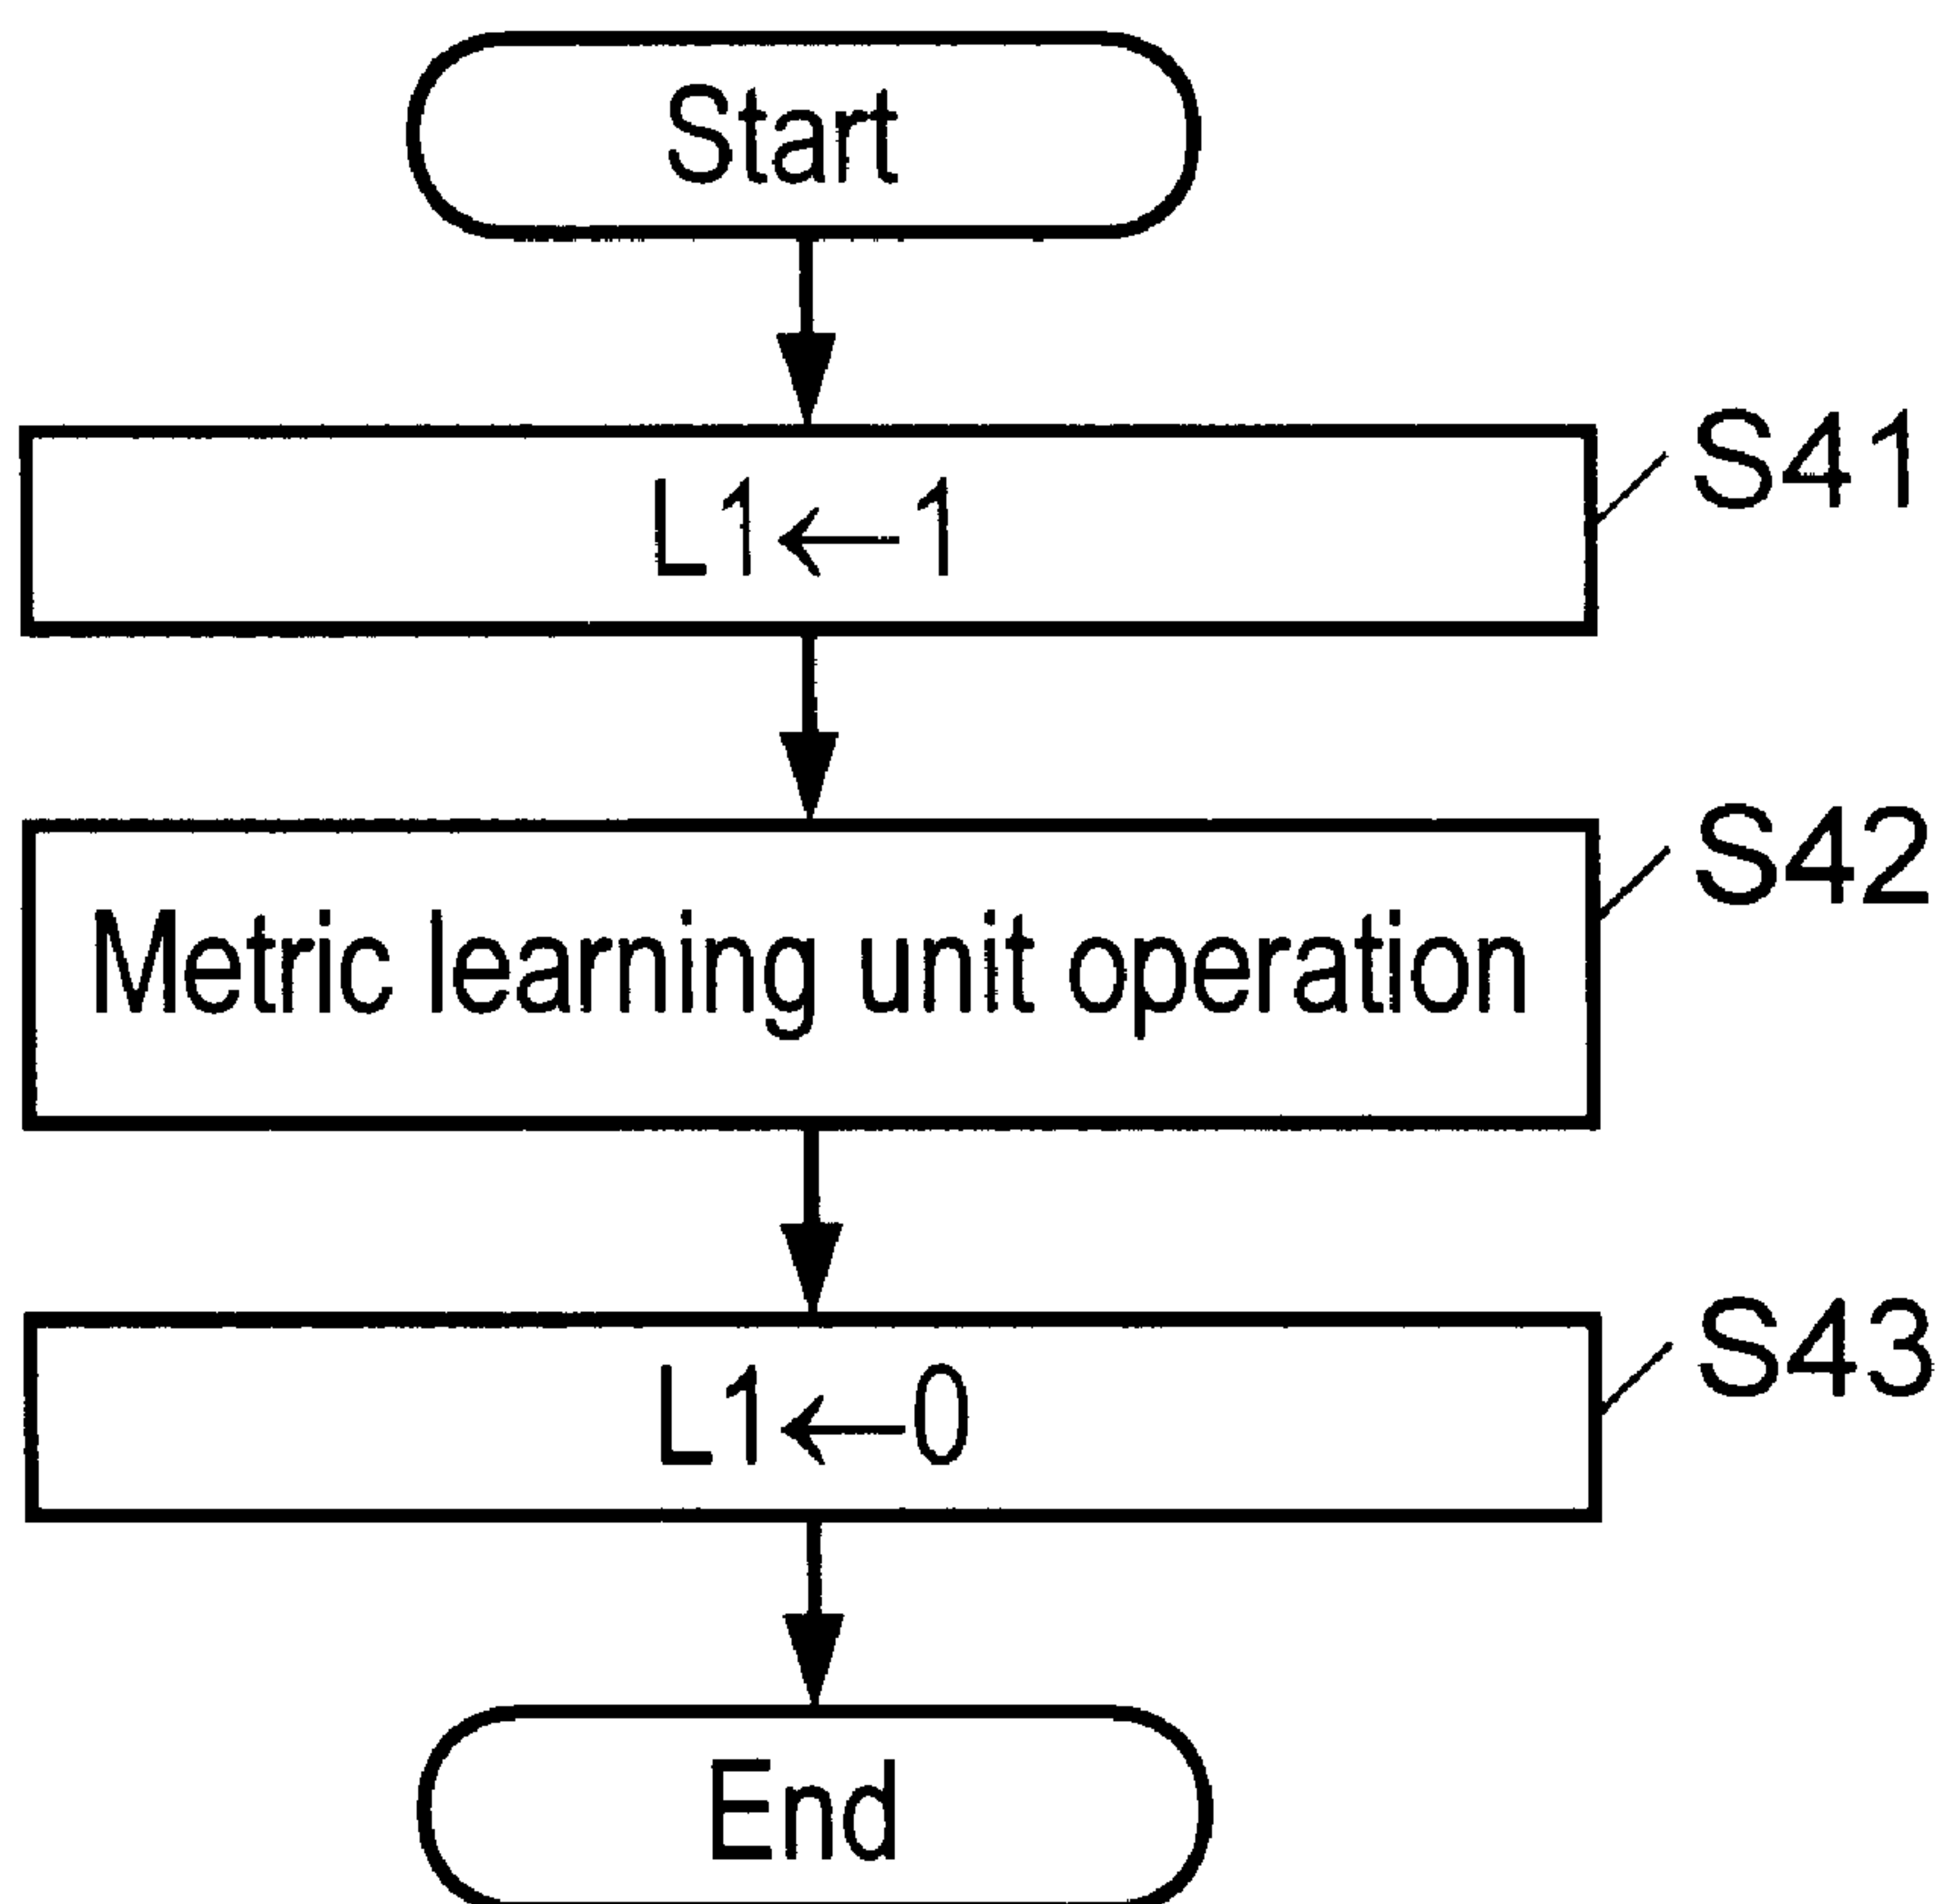 Start
L1←1
S41
Metric learning unit operation
S42
L1←0
S43
End